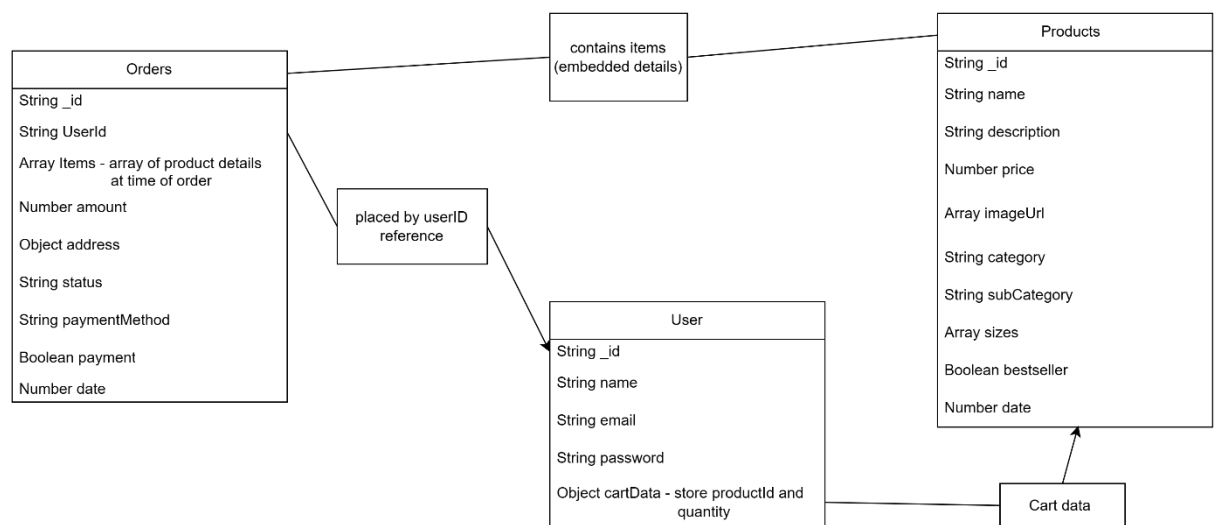 Orders
String _id
String UserId
Array Items - array of product details
at time of order
Number amount
Object address
String status
String paymentMethod
Boolean payment
Number date
contains items
(embedded details)
placed by userID
reference
Products
String _id
String name
String description
Number price
Array imageUrl
String category
String subCategory
Array sizes
Boolean bestseller
Number date
User
String _id
String name
String email
String password
Object cartData - store productId and
quantity
Cart data